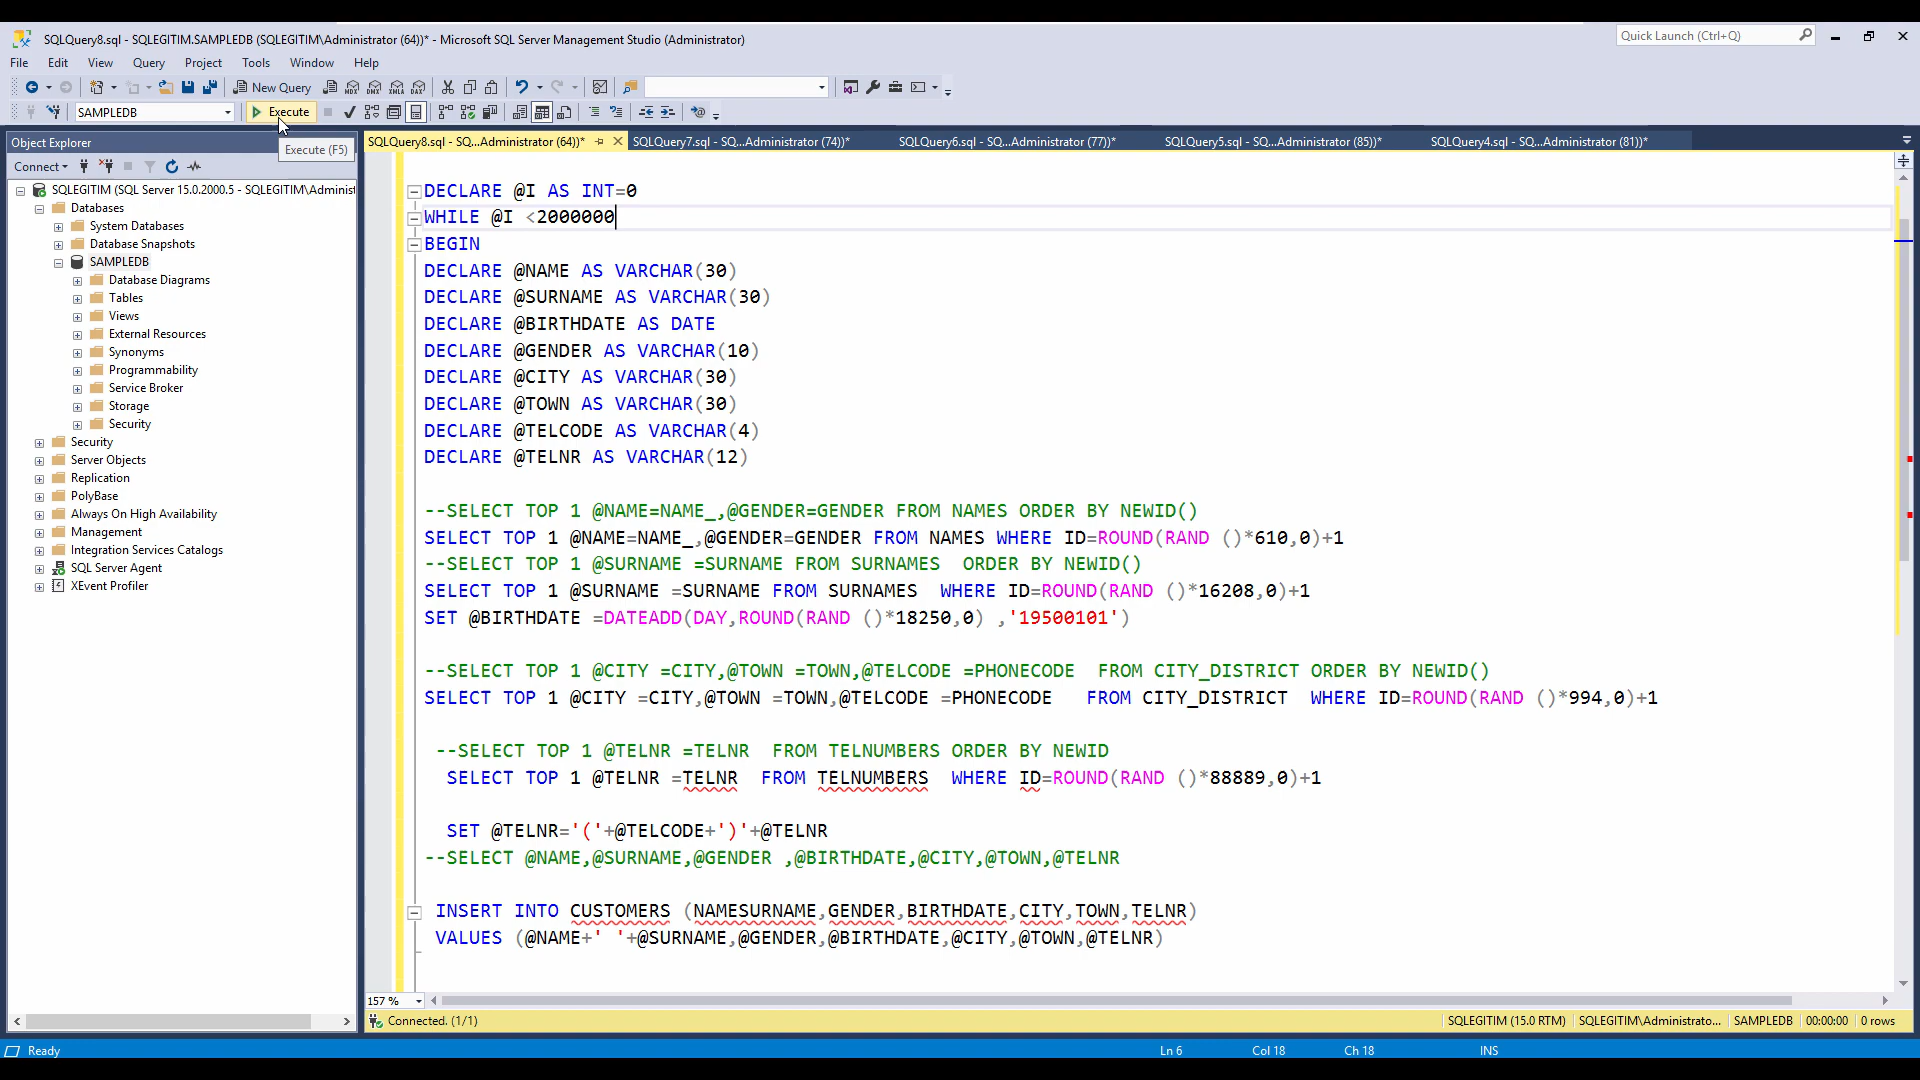 SQLQuery8.sql - SQLEGITIM.SAMPLEDB (SQLEGITIM\Administrator (64))* - Microsoft SQL Server Management Studio (Administrator)
Quick Launch (Ctrl+Q)
File Edit View Query Project Tools Window Help
New Query
SAMPLEDB Execute
Execute (F5)
Object Explorer
Connect
SQLEGITIM (SQL Server 15.0.2000.5 - SQLEGITIM\Administ
Databases
System Databases
Database Snapshots
SAMPLEDB
Database Diagrams
Tables
Views
External Resources
Synonyms
Programmability
Service Broker
Storage
Security
Security
Server Objects
Replication
PolyBase
Always On High Availability
Management
Integration Services Catalogs
SQL Server Agent
XEvent Profiler
SQLQuery8.sql - SQ...Administrator (64))* SQLQuery7.sql - SQ...Administrator (74))* SQLQuery6.sql - SQ...Administrator (77))* SQLQuery5.sql - SQ...Administrator (85))* SQLQuery4.sql - SQ...Administrator (81))*
DECLARE @I AS INT=0
WHILE @I <2000000
BEGIN
DECLARE @NAME AS VARCHAR(30)
DECLARE @SURNAME AS VARCHAR(30)
DECLARE @BIRTHDATE AS DATE
DECLARE @GENDER AS VARCHAR(10)
DECLARE @CITY AS VARCHAR(30)
DECLARE @TOWN AS VARCHAR(30)
DECLARE @TELCODE AS VARCHAR(4)
DECLARE @TELNR AS VARCHAR(12)
--SELECT TOP 1 @NAME=NAME_,@GENDER=GENDER FROM NAMES ORDER BY NEWID()
SELECT TOP 1 @NAME=NAME_,@GENDER=GENDER FROM NAMES WHERE ID=ROUND(RAND ()*610,0)+1
--SELECT TOP 1 @SURNAME =SURNAME FROM SURNAMES  ORDER BY NEWID()
SELECT TOP 1 @SURNAME =SURNAME FROM SURNAMES  WHERE ID=ROUND(RAND ()*16208,0)+1
SET @BIRTHDATE =DATEADD(DAY,ROUND(RAND ()*18250,0) ,'19500101')
--SELECT TOP 1 @CITY =CITY,@TOWN =TOWN,@TELCODE =PHONECODE  FROM CITY_DISTRICT ORDER BY NEWID()
SELECT TOP 1 @CITY =CITY,@TOWN =TOWN,@TELCODE =PHONECODE   FROM CITY_DISTRICT  WHERE ID=ROUND(RAND ()*994,0)+1
--SELECT TOP 1 @TELNR =TELNR  FROM TELNUMBERS ORDER BY NEWID
SELECT TOP 1 @TELNR =TELNR  FROM TELNUMBERS  WHERE ID=ROUND(RAND ()*88889,0)+1
SET @TELNR='('+@TELCODE+')'+@TELNR
--SELECT @NAME,@SURNAME,@GENDER ,@BIRTHDATE,@CITY,@TOWN,@TELNR
INSERT INTO CUSTOMERS (NAMESURNAME,GENDER,BIRTHDATE,CITY,TOWN,TELNR)
VALUES (@NAME+' '+@SURNAME,@GENDER,@BIRTHDATE,@CITY,@TOWN,@TELNR)
157 %
Connected. (1/1) SQLEGITIM (15.0 RTM) SQLEGITIM\Administrato... SAMPLEDB 00:00:00 0 rows
Ready Ln 6 Col 18 Ch 18 INS